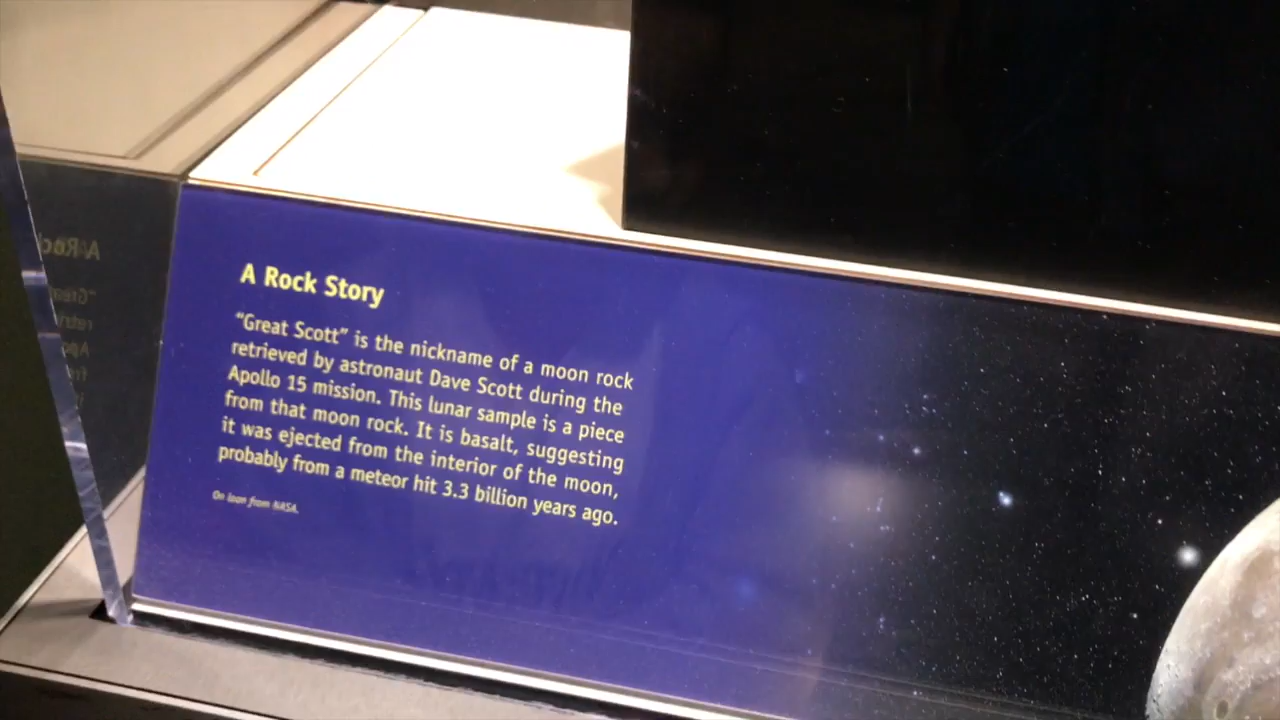 A Rock Story
“Great Scott” is the nickname of a moon rock
retrieved by astronaut Dave Scott during the
Apollo 15 mission. This lunar sample is a piece
from that moon rock. It is basalt, suggesting
it was ejected from the interior of the moon,
probably from a meteor hit 3.3 billion years ago.
On loan from NASA.